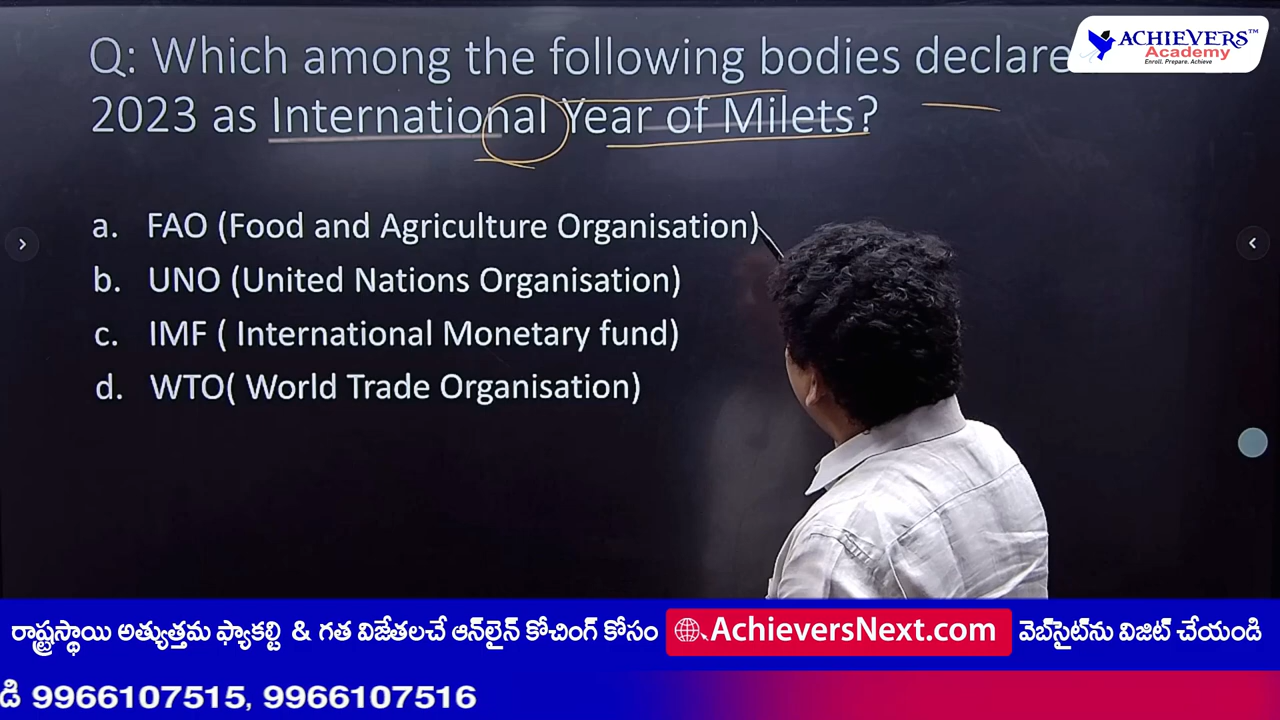 Q: Which among the following bodies declare
2023 as International Year of Milets?
ACHIEVERS™
Academy
Enroll. Prepare. Achieve
a. FAO (Food and Agriculture Organisation)
b. UNO (United Nations Organisation)
c. IMF ( International Monetary fund)
d. WTO( World Trade Organisation)
రాష్ట్రస్థాయి అత్యుత్తమ ఫ్యాకల్టి & గత విజేతలచే ఆన్‌లైన్ కోచింగ్ కోసం AchieversNext.com వెబ్‌సైట్‌ను విజిట్ చేయండి
డి 9966107515, 9966107516